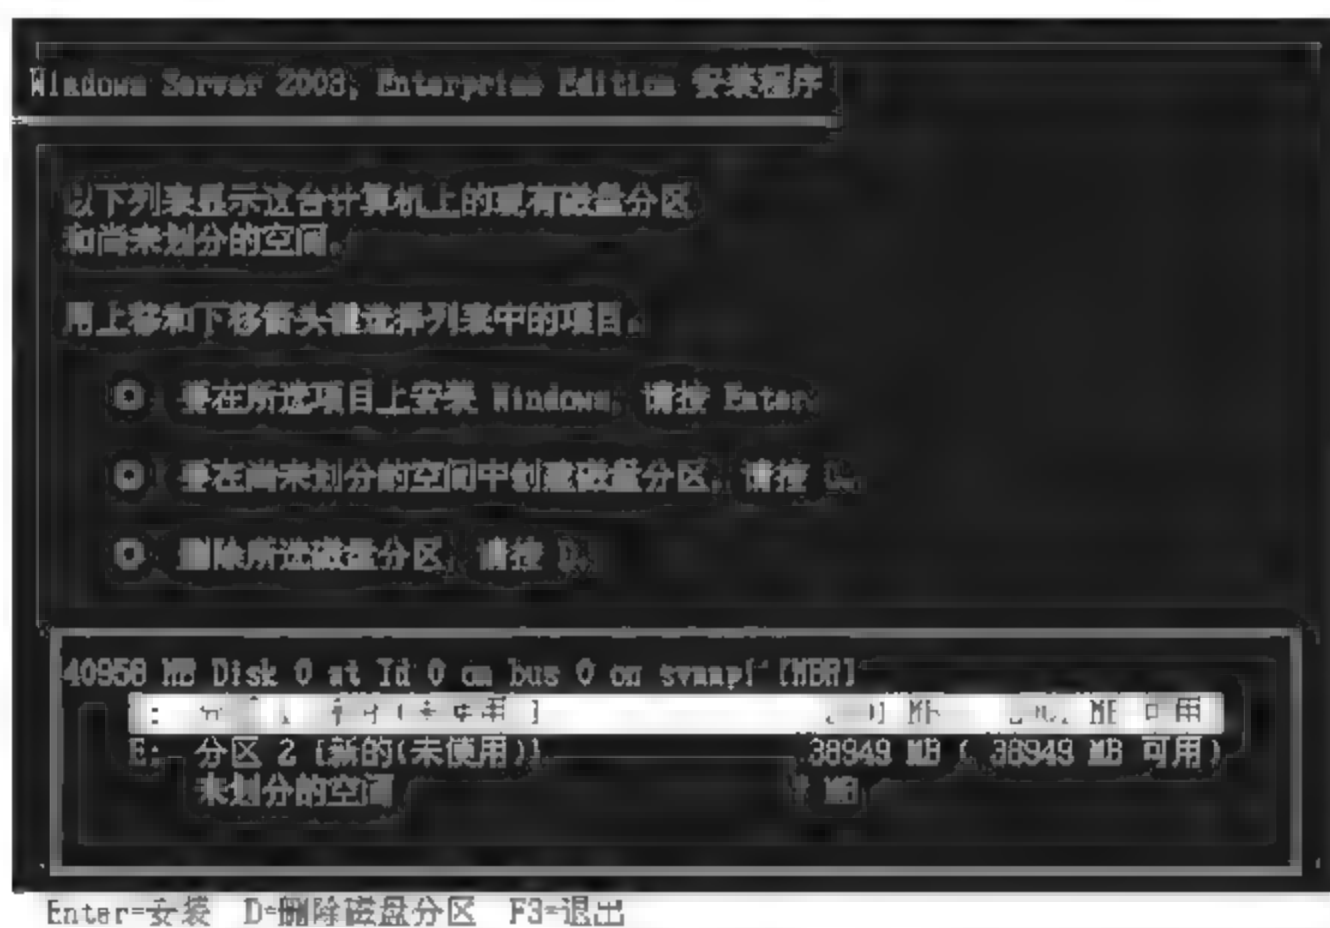 Windows Server 2003, Enterprise Edition 安装程序
以下列表显示这台计算机上的现有磁盘分区
和尚未划分的空间。
用上移和下移箭头键选择列表中的项目。
要在所选项目上安装 Windows, 请按 Enter。
要在尚未划分的空间中创建磁盘分区, 请按
删除所选磁盘分区, 请按 D。
MB Disk 0 at Id 0 on bus 0 on [MBR]
MB MB 可用
E: 分区 2 [新的(未使用)] 38949 MB ( 38949 MB 可用)
未划分的空间 MB
Enter=安装 D=删除磁盘分区 F3=退出